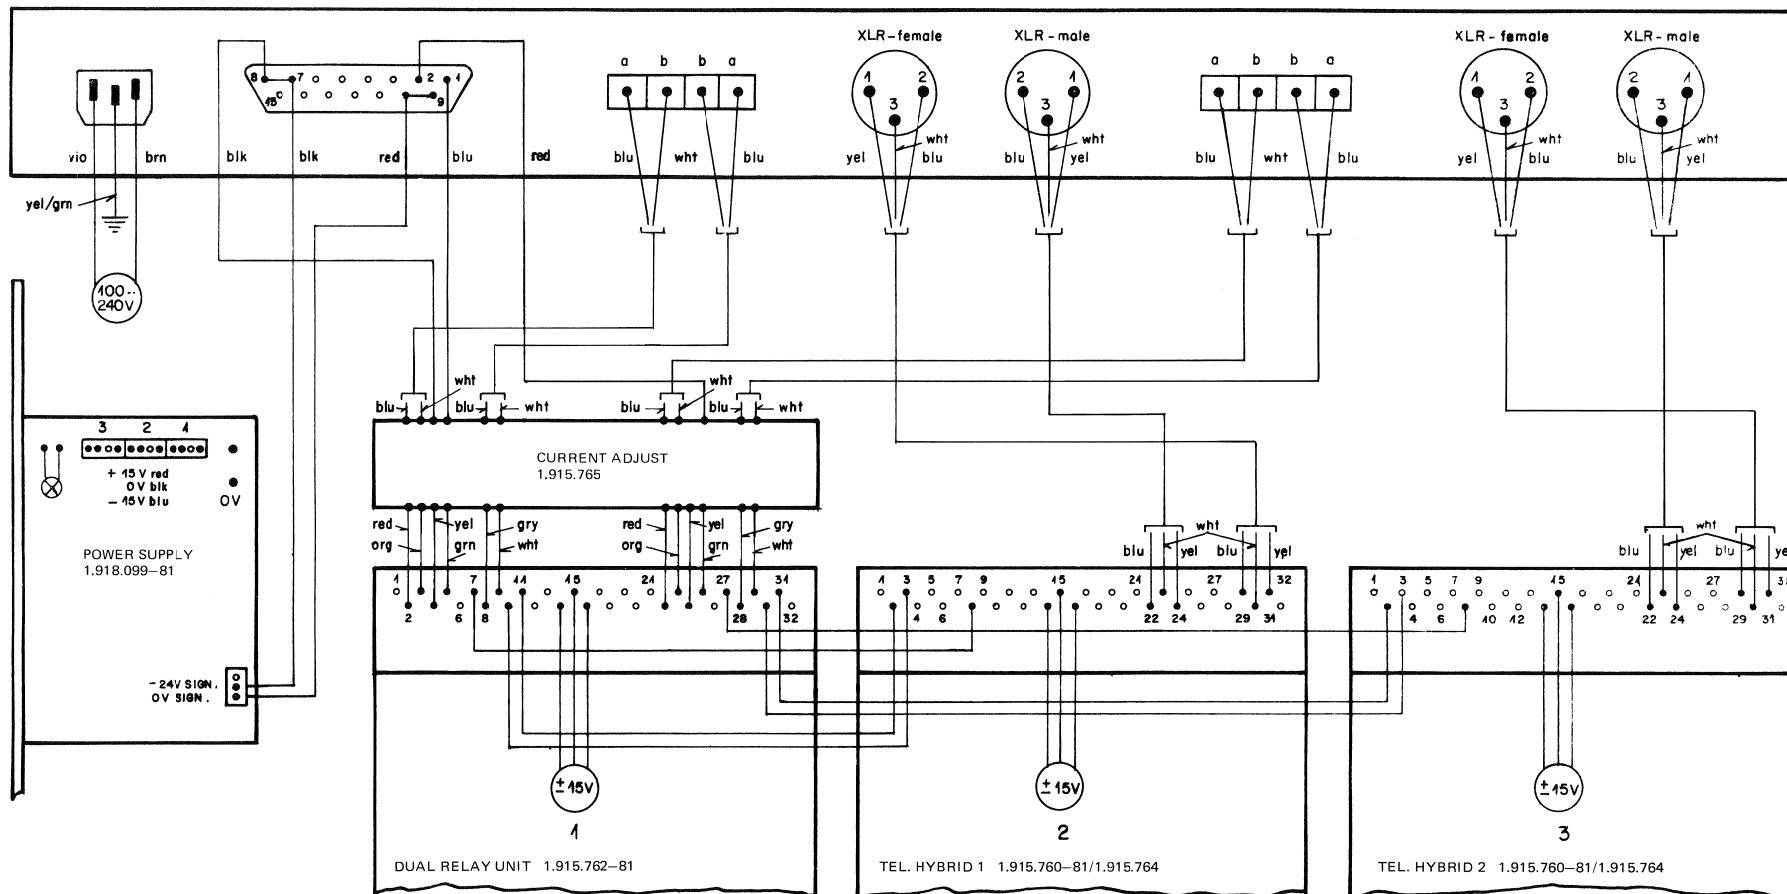 XLR-female XLR-male XLR-female XLR-male
a b b a
a b b a
1 2 3
2 1 3
1 2 3
2 1 3
8 7 2 1
15 9
vio brn blk blk red blu red blu wht blu yel wht blu blu wht yel blu wht blu yel wht blu blu wht yel
yel/grn
100..
240V
wht wht
blu blu wht blu blu wht
3 2 1
+ 15 V red
0 V blk
- 15 V blu
0 V
CURRENT ADJUST
1.915.765
red yel gry red yel gry
org grn wht org grn wht
wht wht
blu yel blu yel blu yel blu ye
POWER SUPPLY
1.918.099-81
1 7 11 15 24 27 31
2 6 8 28 32
1 3 5 7 9 15 21 27 32
4 6 22 24 29 31
1 3 5 7 9 15 21 27 3
4 6 10 12 22 24 29 31
- 24V SIGN.
0V SIGN.
± 15V
± 15V
± 15V
1 2 3
DUAL RELAY UNIT 1.915.762-81
TEL. HYBRID 1 1.915.760-81/1.915.764
TEL. HYBRID 2 1.915.760-81/1.915.764